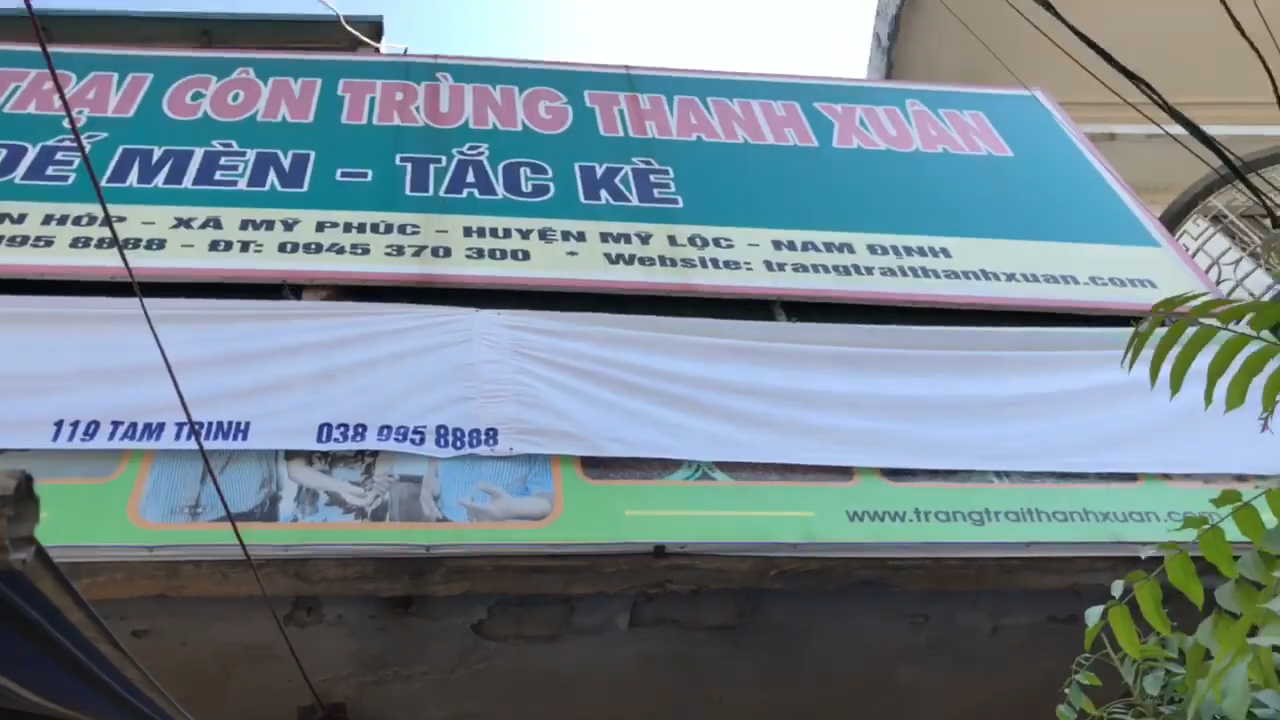 TRẠI CÔN TRÙNG THANH XUÂN
DẾ MÈN - TẮC KÈ
HÓP - XÃ MỸ PHÚC - HUYỆN MỸ LỘC - NAM ĐỊNH
995 8888 - ĐT: 0945 370 300 * Website: trangtraithanhxuan.com
119 TAM TRINH 038 995 8888
www.trangtraithanhxuan.com